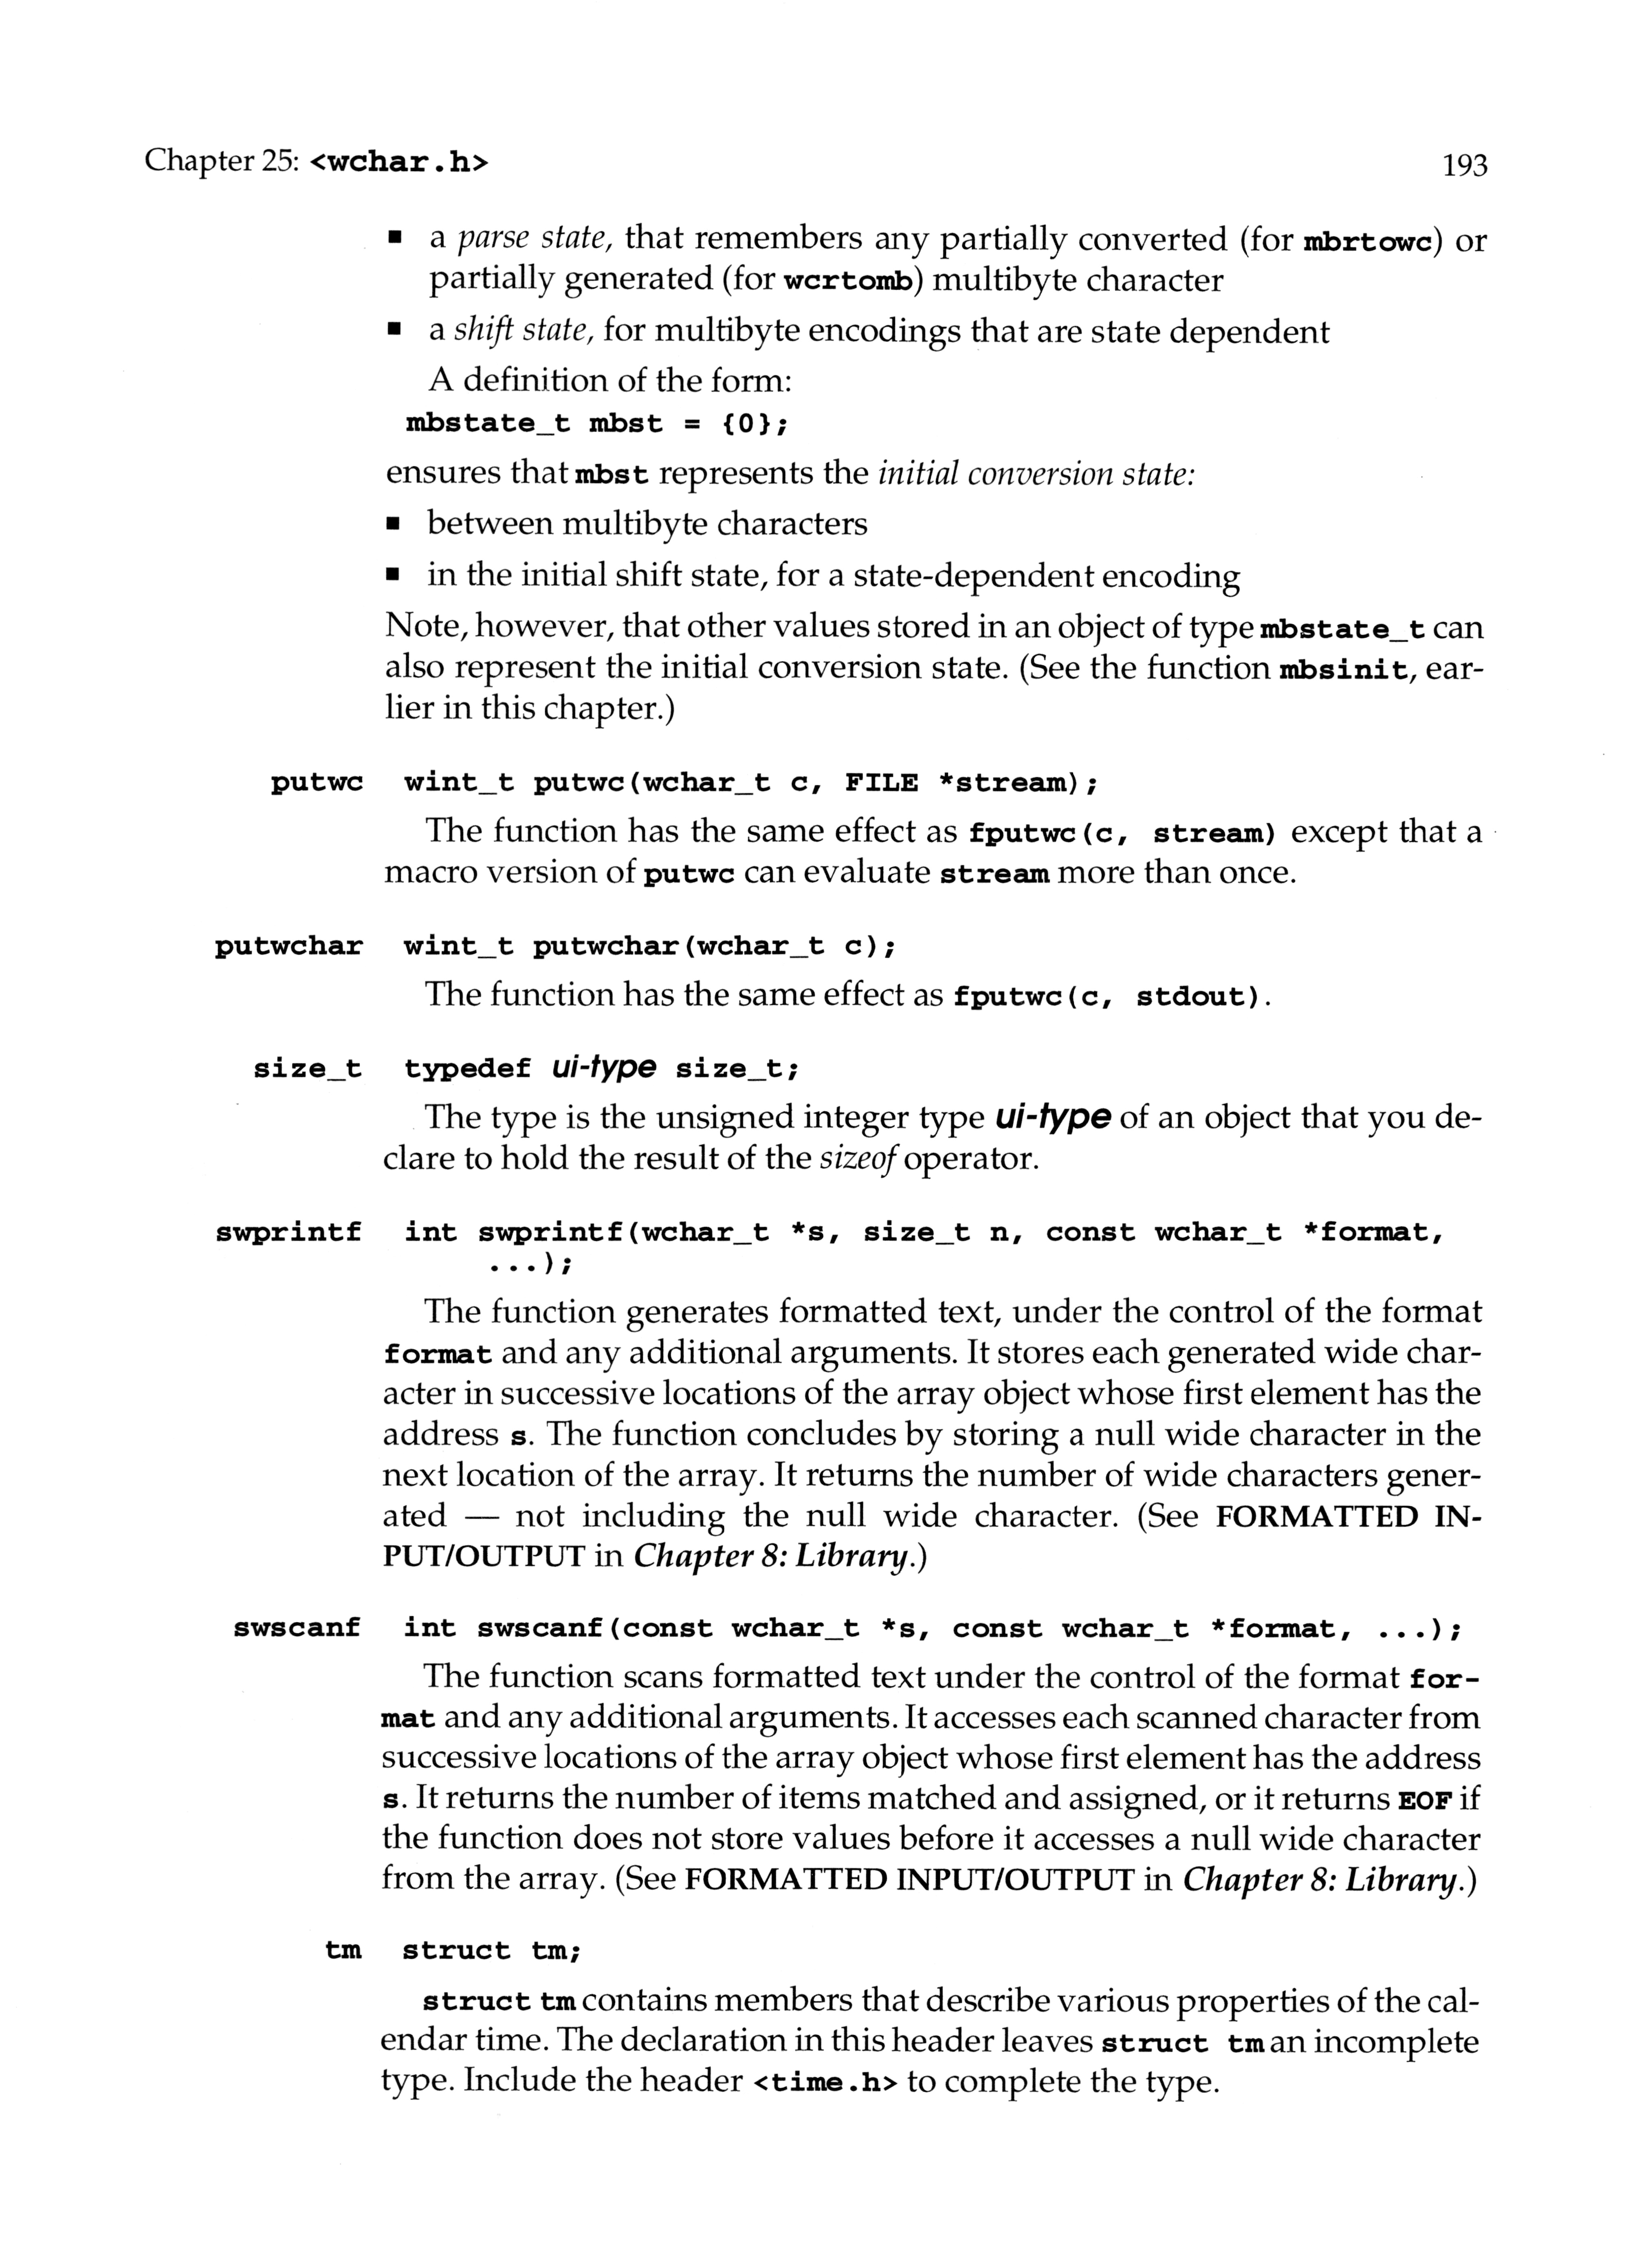 Chapter 25: <wchar.h> 193
■ a parse state, that remembers any partially converted (for mbrtowc) or
partially generated (for wcrtomb) multibyte character
■ a shift state, for multibyte encodings that are state dependent
A definition of the form:
mbstate_t mbst = {0};
ensures that mbst represents the initial conversion state:
■ between multibyte characters
■ in the initial shift state, for a state-dependent encoding
Note, however, that other values stored in an object of type mbstate_t can
also represent the initial conversion state. (See the function mbsinit, ear-
lier in this chapter.)
putwc wint_t putwc(wchar_t c, FILE *stream);
The function has the same effect as fputwc(c, stream) except that a
macro version of putwc can evaluate stream more than once.
putwchar wint_t putwchar(wchar_t c);
The function has the same effect as fputwc(c, stdout).
size_t typedef ui-type size_t;
The type is the unsigned integer type ui-type of an object that you de-
clare to hold the result of the sizeof operator.
swprintf int swprintf(wchar_t *s, size_t n, const wchar_t *format,
...);
The function generates formatted text, under the control of the format
format and any additional arguments. It stores each generated wide char-
acter in successive locations of the array object whose first element has the
address s. The function concludes by storing a null wide character in the
next location of the array. It returns the number of wide characters gener-
ated — not including the null wide character. (See FORMATTED IN-
PUT/OUTPUT in Chapter 8: Library.)
swscanf int swscanf(const wchar_t *s, const wchar_t *format, ...);
The function scans formatted text under the control of the format for-
mat and any additional arguments. It accesses each scanned character from
successive locations of the array object whose first element has the address
s. It returns the number of items matched and assigned, or it returns EOF if
the function does not store values before it accesses a null wide character
from the array. (See FORMATTED INPUT/OUTPUT in Chapter 8: Library.)
tm struct tm;
struct tm contains members that describe various properties of the cal-
endar time. The declaration in this header leaves struct tm an incomplete
type. Include the header <time.h> to complete the type.